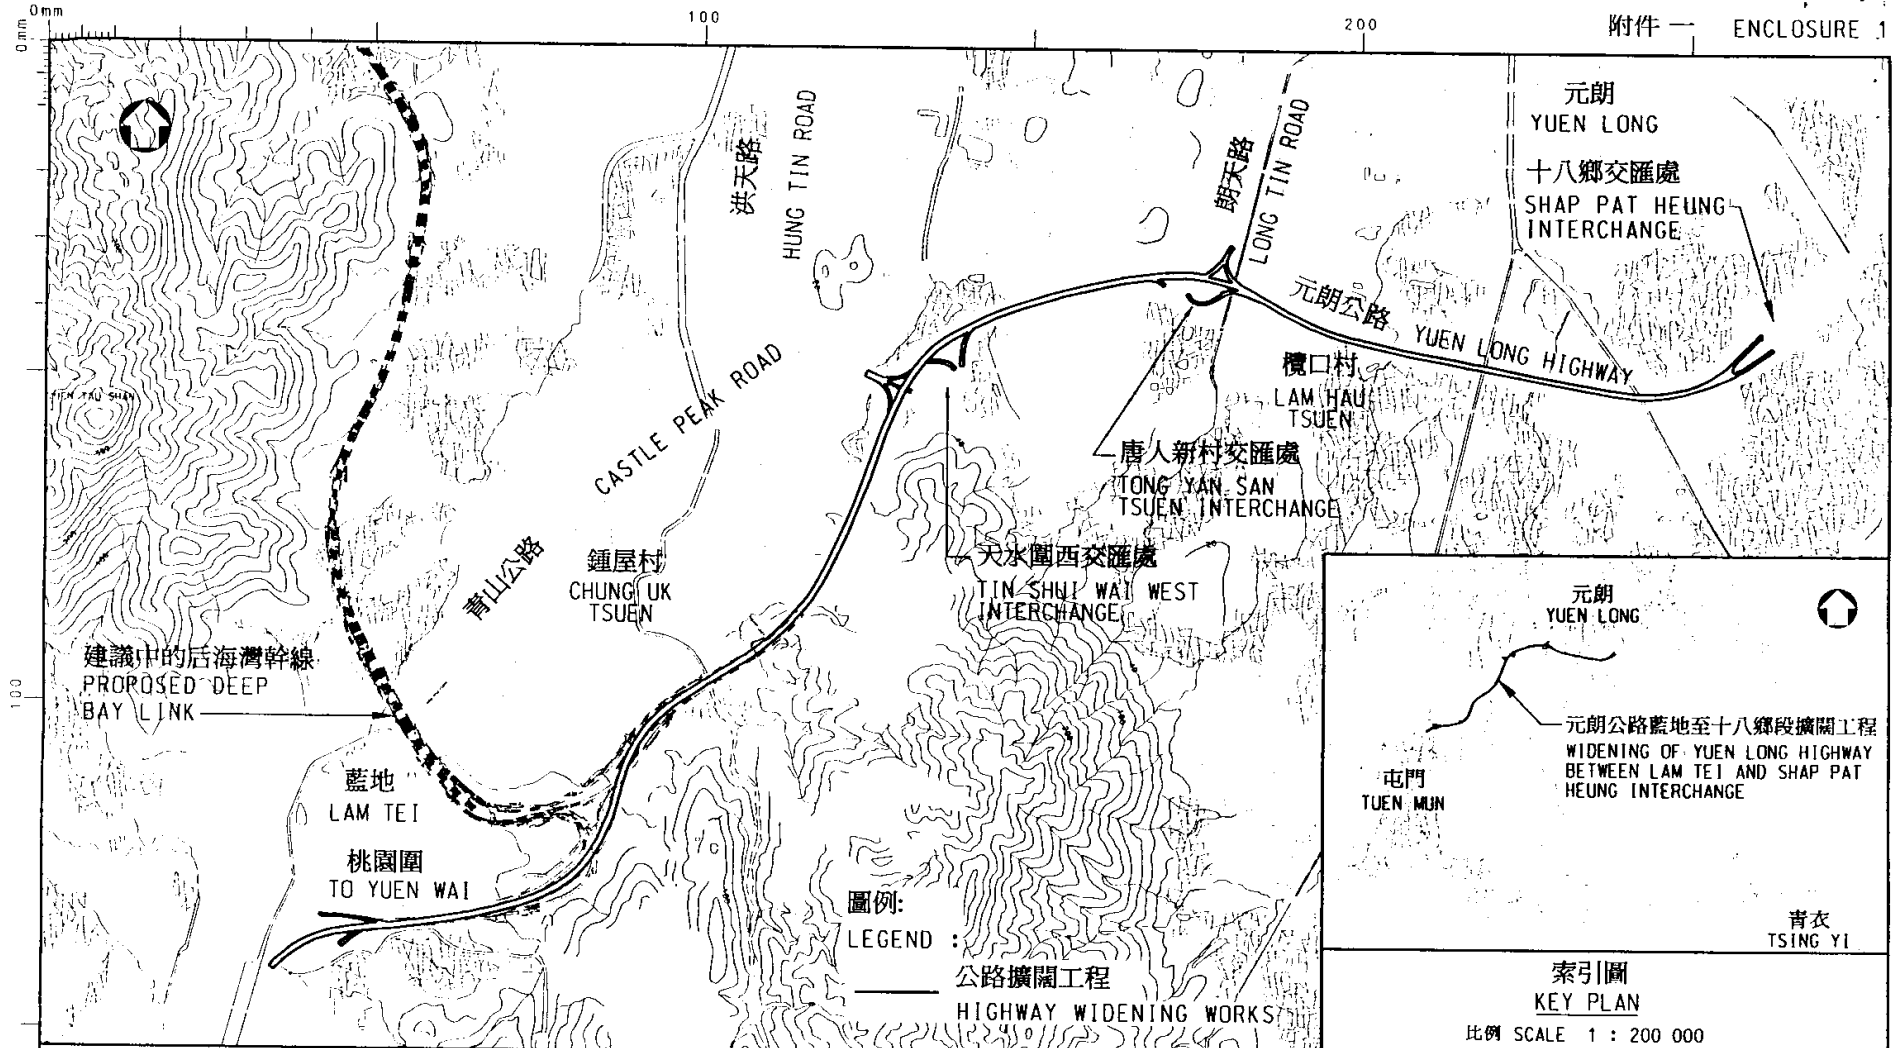 0mm
0mm
100
200
附件一 ENCLOSURE 1
元朗
YUEN LONG
十八鄉交匯處
SHAP PAT HEUNG
INTERCHANGE
洪天路
HUNG TIN ROAD
朗天路
LONG TIN ROAD
元朗公路
YUEN LONG HIGHWAY
欖口村
LAM HAU
TSUEN
唐人新村交匯處
TONG YAN SAN
TSUEN INTERCHANGE
天水圍西交匯處
TIN SHUI WAI WEST
INTERCHANGE
CASTLE PEAK ROAD
青山公路
鍾屋村
CHUNG UK
TSUEN
建議中的后海灣幹線
PROPOSED DEEP
BAY LINK
100
藍地
LAM TEI
桃園圍
TO YUEN WAI
圖例:
LEGEND :
公路擴闊工程
HIGHWAY WIDENING WORKS
元朗
YUEN LONG
元朗公路藍地至十八鄉段擴闊工程
WIDENING OF YUEN LONG HIGHWAY
BETWEEN LAM TEI AND SHAP PAT
HEUNG INTERCHANGE
屯門
TUEN MUN
青衣
TSING YI
索引圖
KEY PLAN
比例 SCALE 1 : 200 000